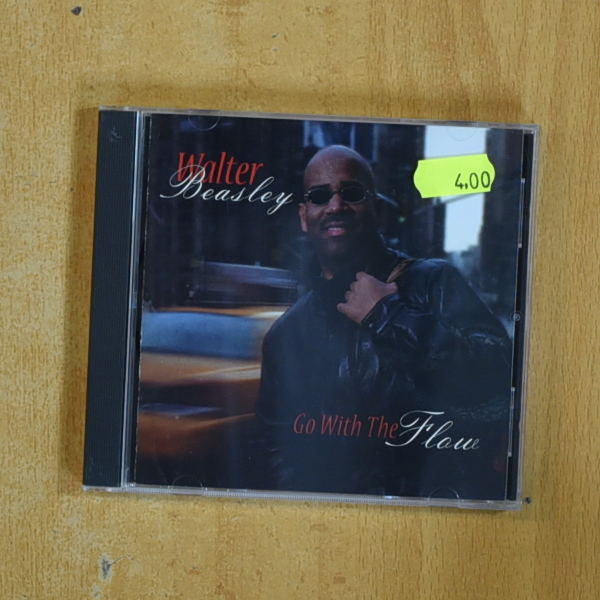 Walter
Beasley
4,00
Go With The Flow